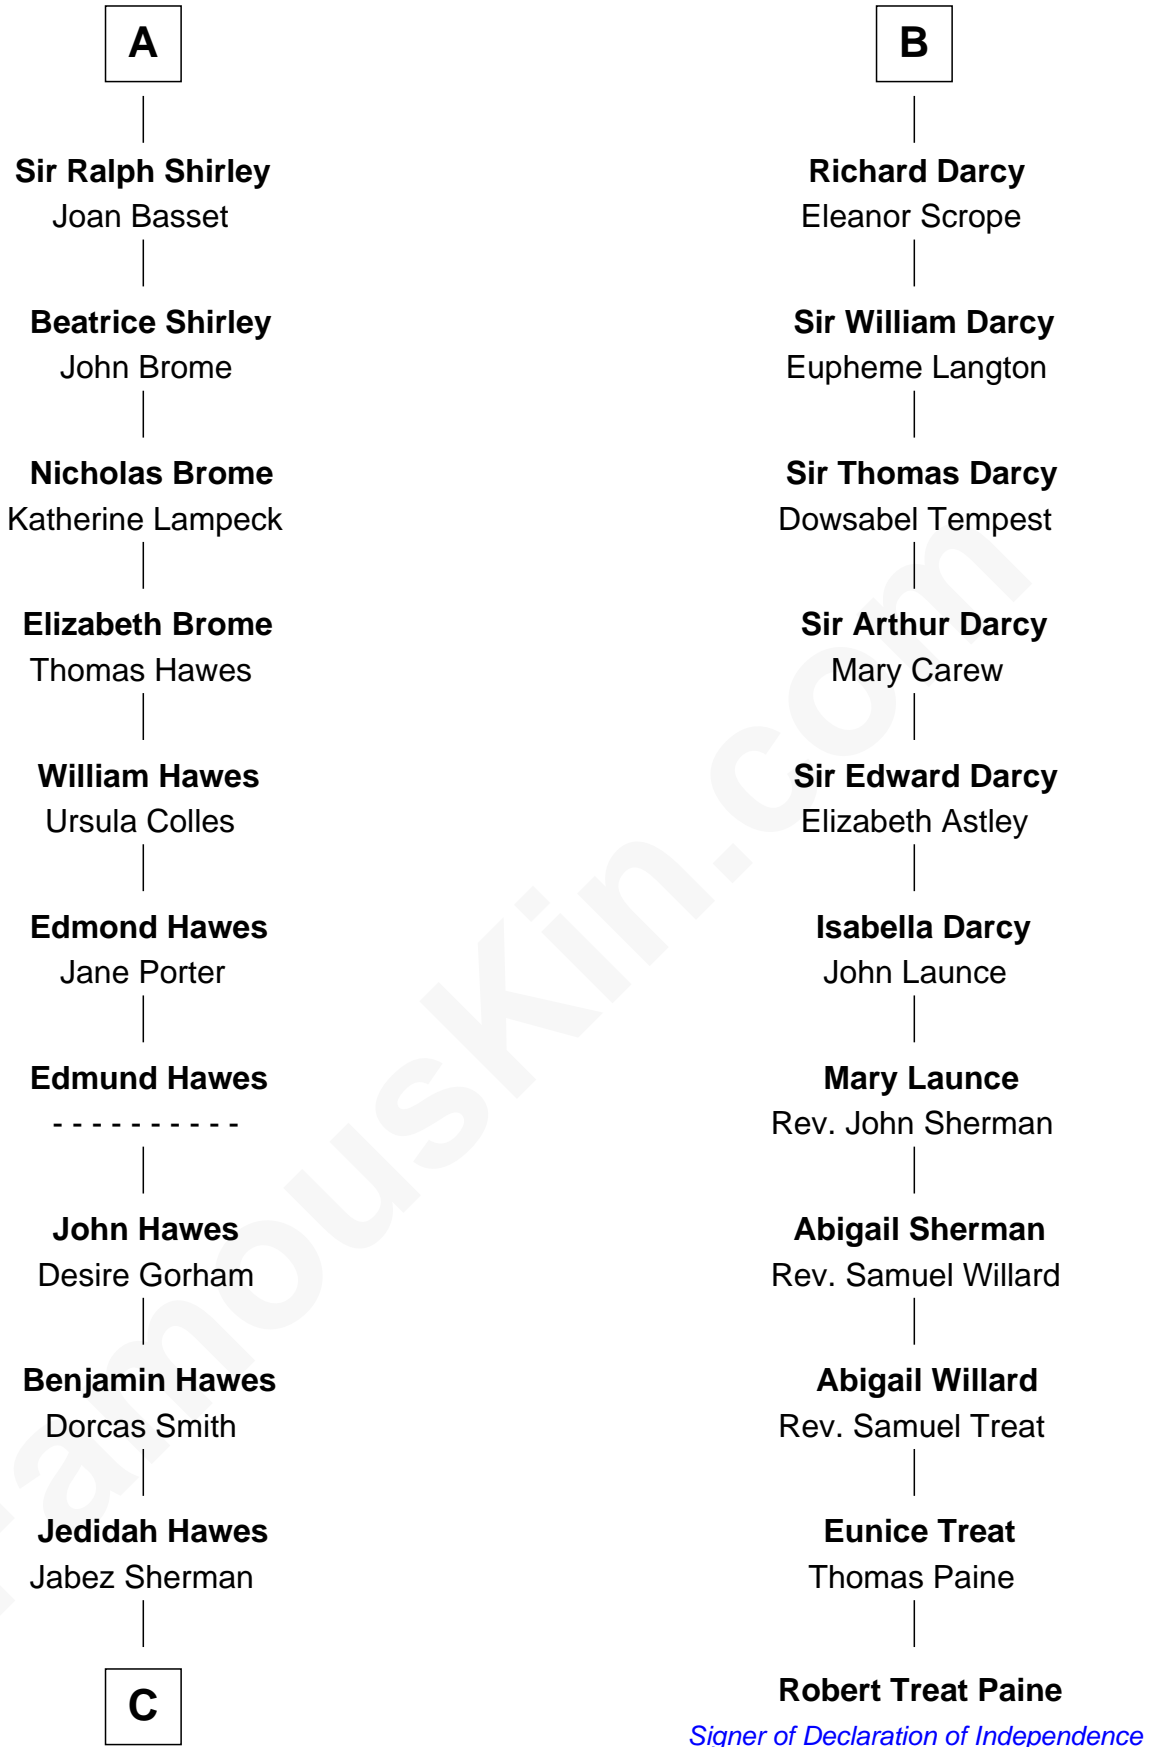 A
Sir Ralph Shirley
Joan Basset
Beatrice Shirley
John Brome
Nicholas Brome
Katherine Lampeck
Elizabeth Brome
Thomas Hawes
William Hawes
Ursula Colles
Edmond Hawes
Jane Porter
Edmund Hawes
- - - - - - - - - -
John Hawes
Desire Gorham
Benjamin Hawes
Dorcas Smith
Jedidah Hawes
Jabez Sherman
C
B
Richard Darcy
Eleanor Scrope
Sir William Darcy
Eupheme Langton
Sir Thomas Darcy
Dowsabel Tempest
Sir Arthur Darcy
Mary Carew
Sir Edward Darcy
Elizabeth Astley
Isabella Darcy
John Launce
Mary Launce
Rev. John Sherman
Abigail Sherman
Rev. Samuel Willard
Abigail Willard
Rev. Samuel Treat
Eunice Treat
Thomas Paine
Robert Treat Paine
Signer of Declaration of Independence
FamousKin.com